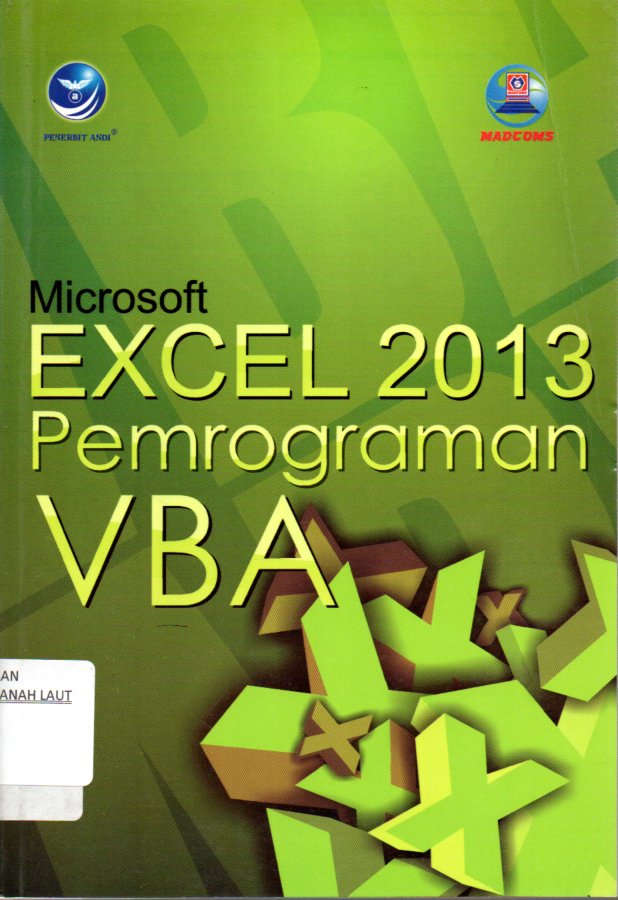 PENERBIT ANDI®
MADCOMS
Microsoft
EXCEL 2013
Pemrograman
VBA
AN
ANAH LAUT